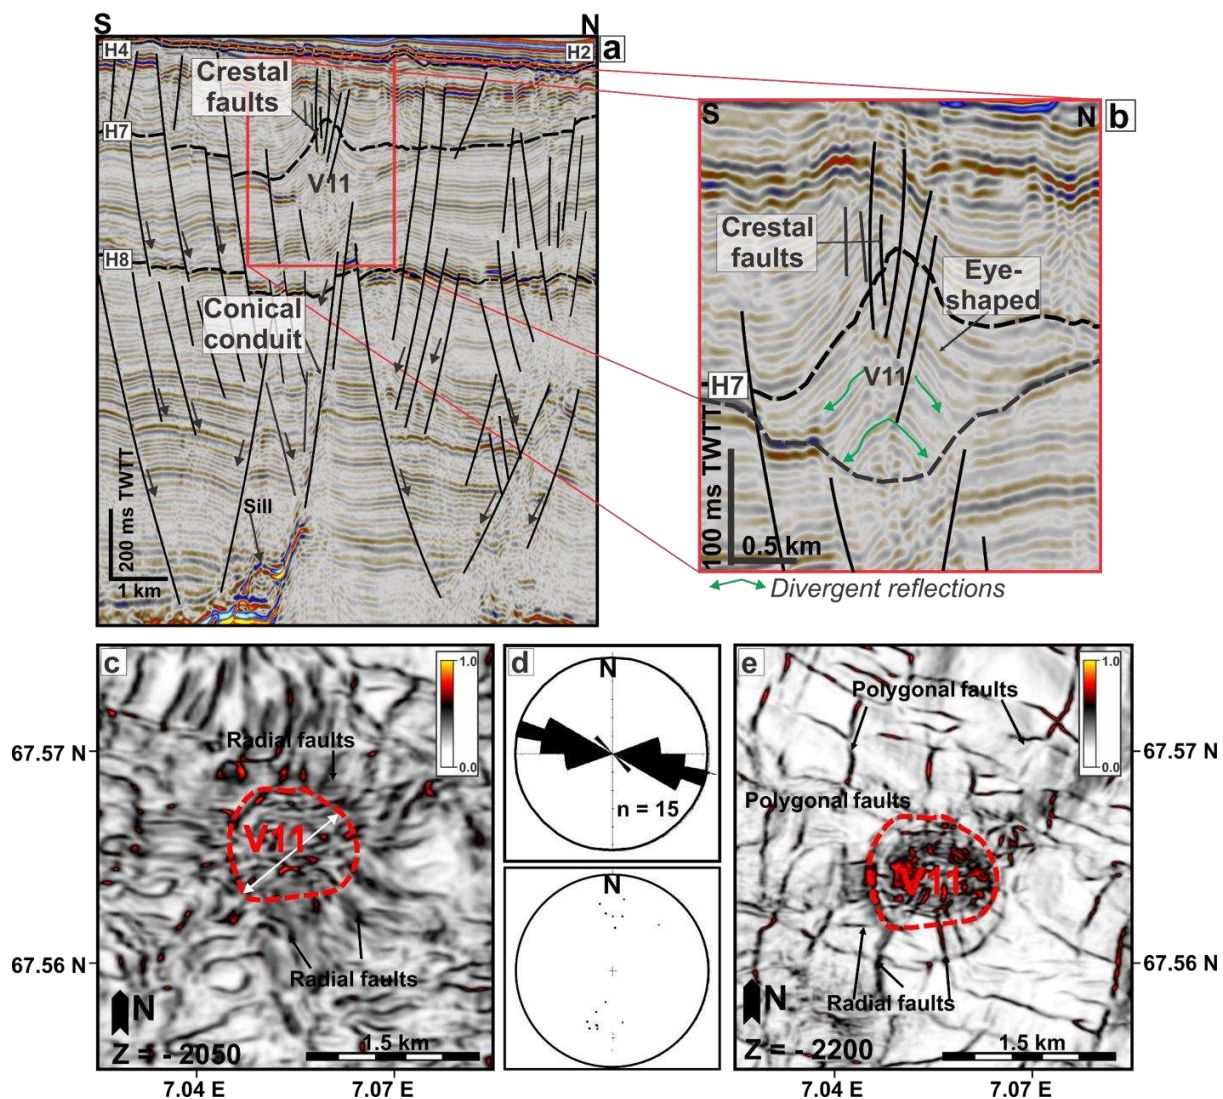 S
N
a
H4
H2
Crestal
faults
H7
V11
H8
Conical
conduit
Sill
200 ms TWTT
1 km
S
N
b
Crestal
faults
Eye-
shaped
V11
H7
100 ms TWTT
0.5 km
Divergent reflections
c
1.0
0.0
Radial faults
V11
Radial faults
N
Z = - 2050
1.5 km
67.57 N
67.56 N
7.04 E
7.07 E
d
N
n = 15
N
e
1.0
0.0
Polygonal faults
Polygonal faults
V11
Radial faults
N
Z = - 2200
1.5 km
67.57 N
67.56 N
7.04 E
7.07 E